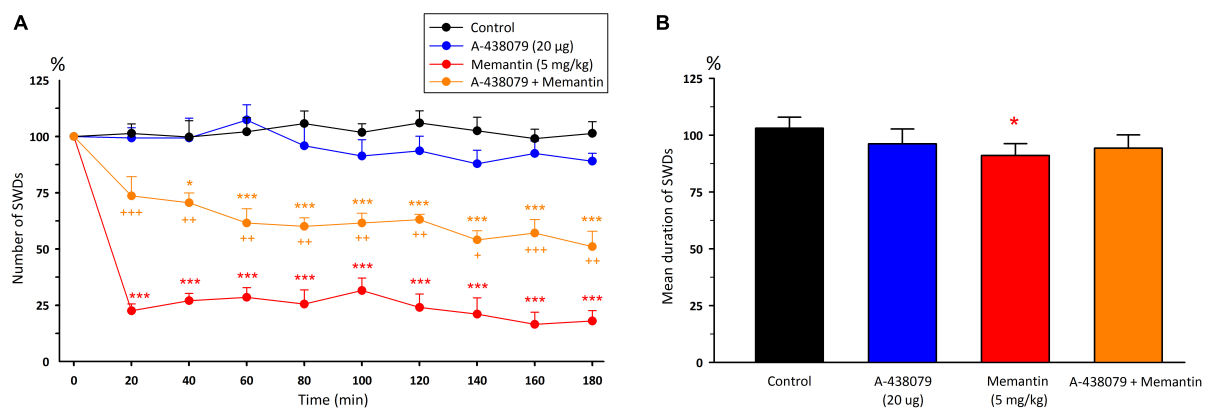 A
Control
A-438079 (20 µg)
Memantin (5 mg/kg)
A-438079 + Memantin
%
Number of SWDs
125
100
75
50
25
0
* *** *** *** *** *** *** ***
+++ ++ ++ ++ ++ ++ + +++ ++
*** *** *** *** *** *** *** *** ***
0 20 40 60 80 100 120 140 160 180
Time (min)
B
%
Mean duration of SWDs
125
100
75
50
25
0
*
Control
A-438079
(20 ug)
Memantin
(5 mg/kg)
A-438079 + Memantin